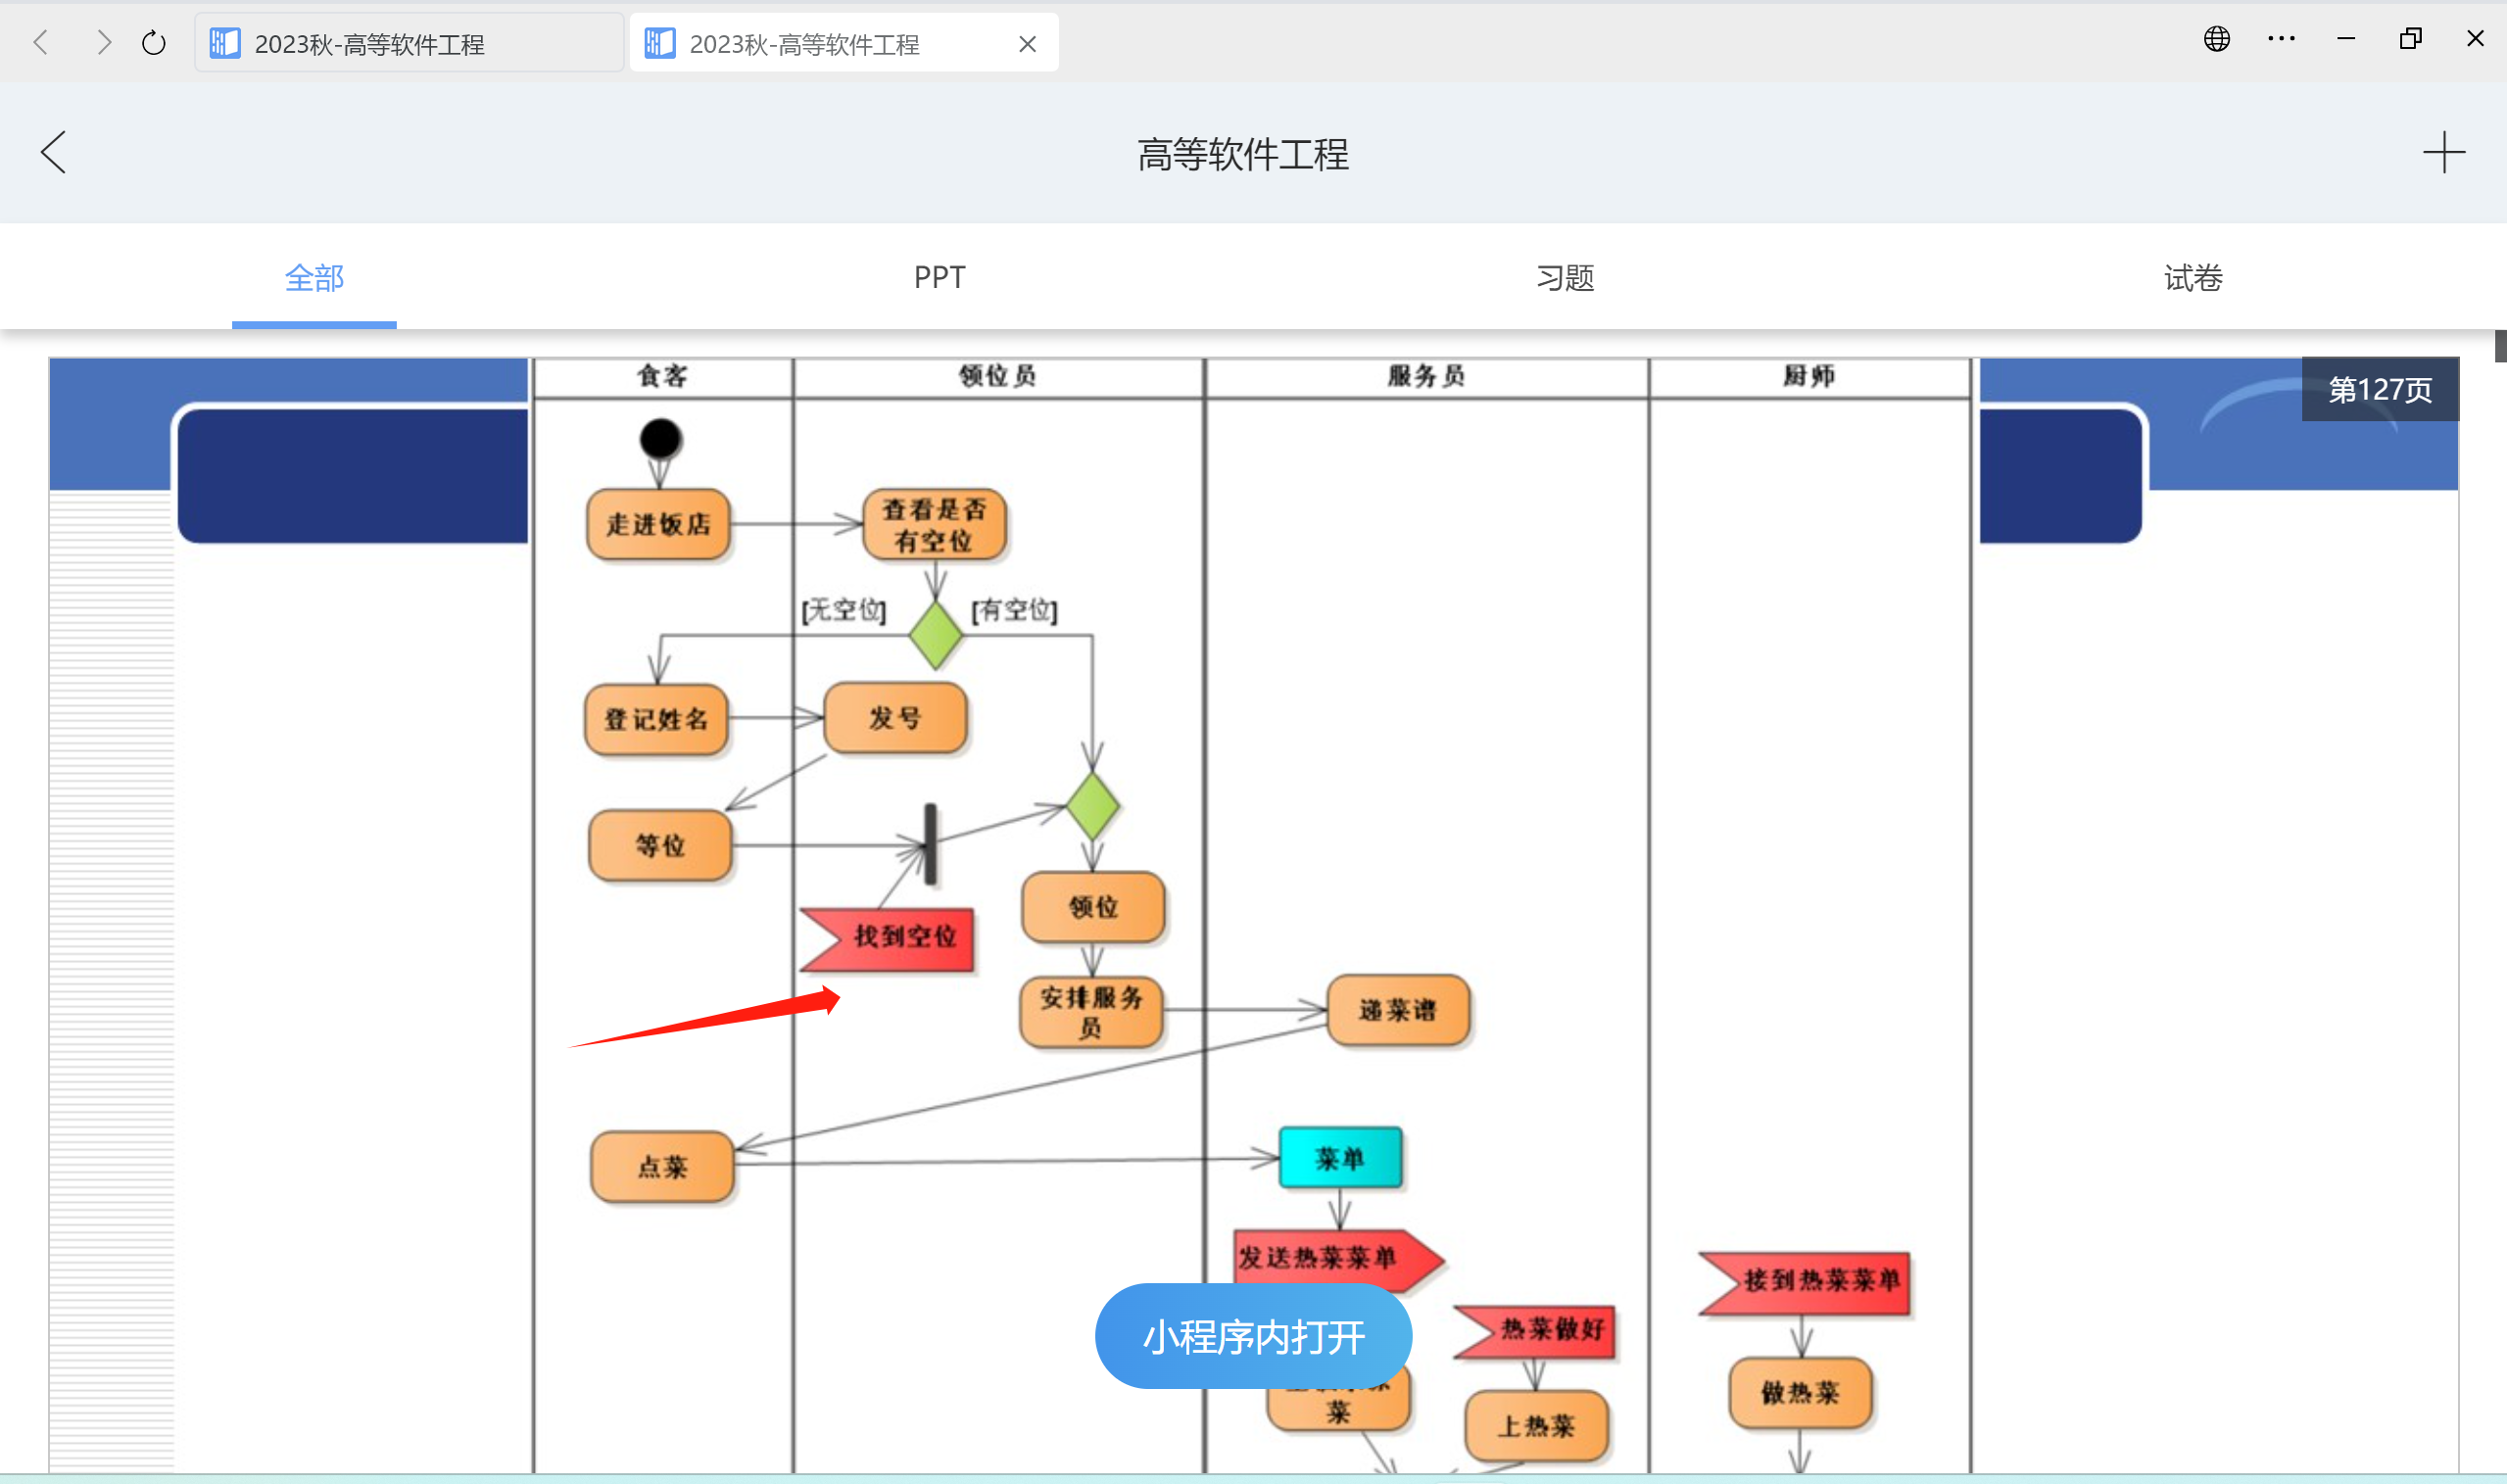 2023秋-高等软件工程
2023秋-高等软件工程
高等软件工程
全部
PPT
习题
试卷
第127页
食客
领位员
服务员
厨师
走进饭店
查看是否
有空位
[无空位]
[有空位]
登记姓名
发号
等位
领位
找到空位
安排服务
员
递菜谱
点菜
菜单
发送热菜菜单
接到热菜菜单
小程序内打开
热菜做好
做热菜
菜
上热菜